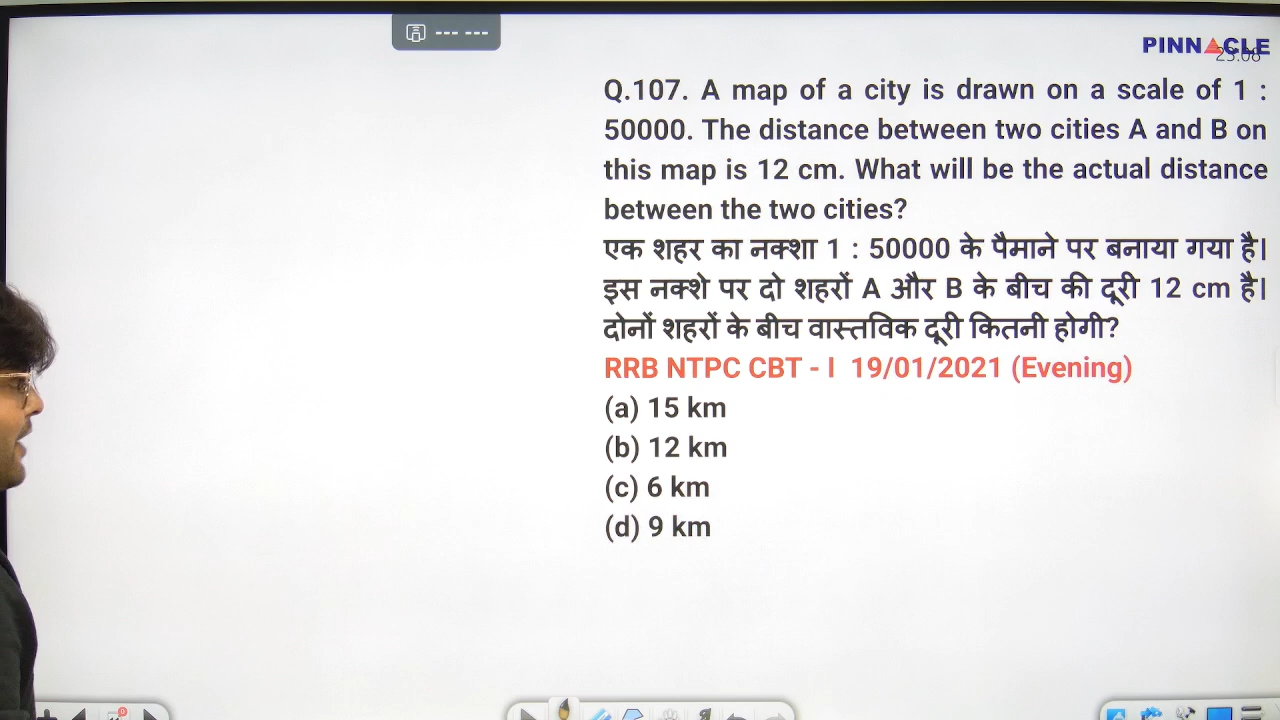 --- ---
PINNACLE
23:08
Q.107. A map of a city is drawn on a scale of 1 :
50000. The distance between two cities A and B on
this map is 12 cm. What will be the actual distance
between the two cities?
एक शहर का नक्शा 1 : 50000 के पैमाने पर बनाया गया है।
इस नक्शे पर दो शहरों A और B के बीच की दूरी 12 cm है।
दोनों शहरों के बीच वास्तविक दूरी कितनी होगी?
RRB NTPC CBT - I 19/01/2021 (Evening)
(a) 15 km
(b) 12 km
(c) 6 km
(d) 9 km